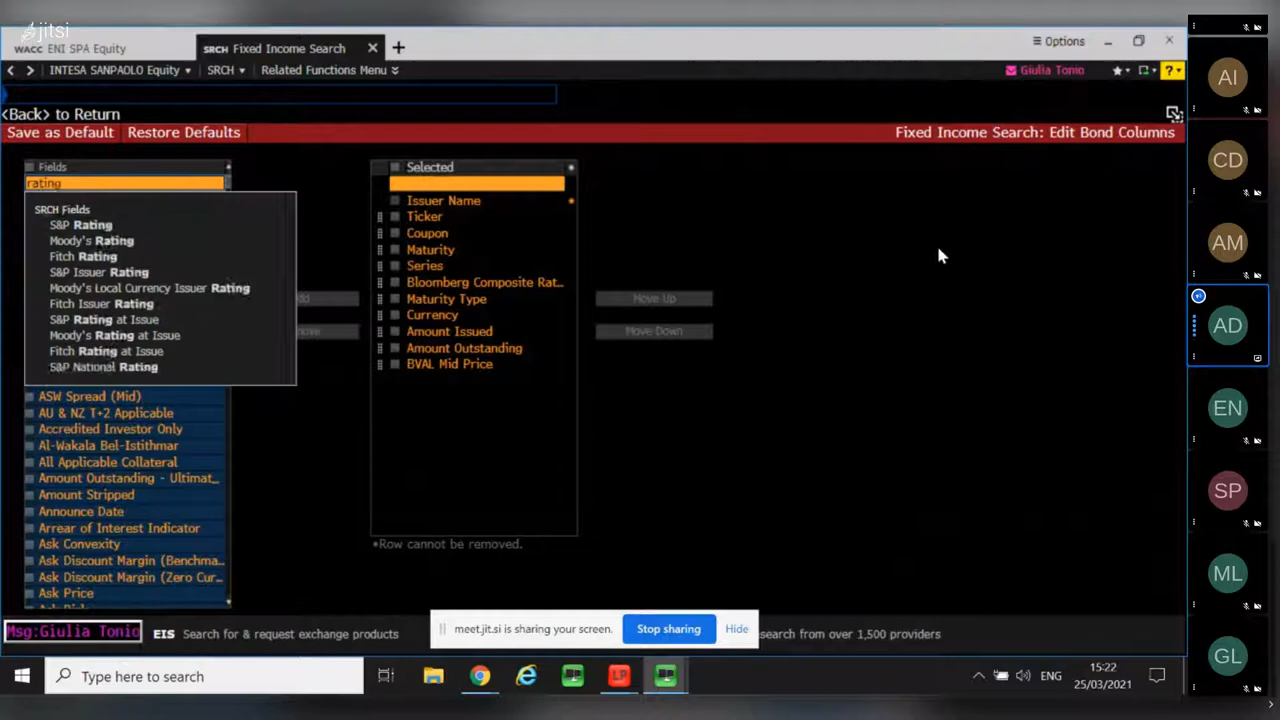 jitsi
WACC ENI SPA Equity
SRCH Fixed Income Search
Options
INTESA SANPAOLO Equity
SRCH
Related Functions Menu
Giulia Tonio
?
<Back> to Return
Save as Default
Restore Defaults
Fixed Income Search: Edit Bond Columns
Fields
rating
SRCH Fields
S&P Rating
Moody's Rating
Fitch Rating
S&P Issuer Rating
Moody's Local Currency Issuer Rating
Fitch Issuer Rating
S&P Rating at Issue
Moody's Rating at Issue
Fitch Rating at Issue
S&P National Rating
ASW Spread (Mid)
AU & NZ T+2 Applicable
Accredited Investor Only
Al-Wakala Bel-Istithmar
All Applicable Collateral
Amount Outstanding - Ultimat...
Amount Stripped
Announce Date
Arrear of Interest Indicator
Ask Convexity
Ask Discount Margin (Benchma...
Ask Discount Margin (Zero Cur...
Ask Price
Selected
Issuer Name
Ticker
Coupon
Maturity
Series
Bloomberg Composite Rat...
Maturity Type
Currency
Amount Issued
Amount Outstanding
BVAL Mid Price
*Row cannot be removed.
Move Up
Move Down
Msg:Giulia Tonio
EIS Search for & request exchange products
meet.jit.si is sharing your screen.
Stop sharing
Hide
search from over 1,500 providers
Type here to search
LP
ENG
15:22
25/03/2021
AI
CD
AM
AD
EN
SP
ML
GL